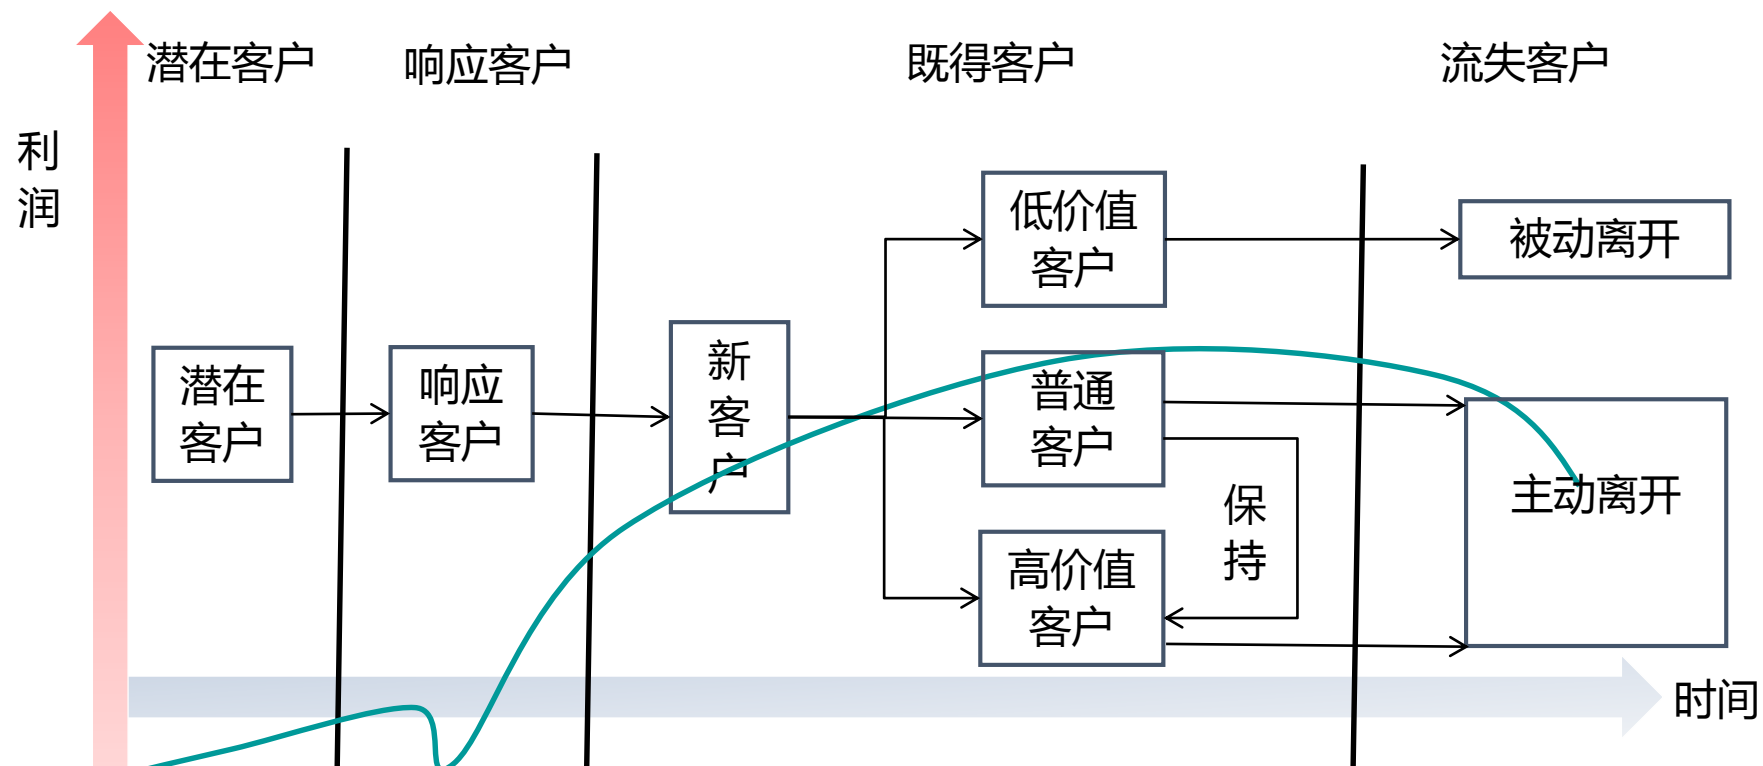 潜在客户
响应客户
既得客户
流失客户
利
润
低价值
客户
被动离开
潜在
客户
响应
客户
新
客
户
普通
客户
保
持
主动离开
高价值
客户
时间